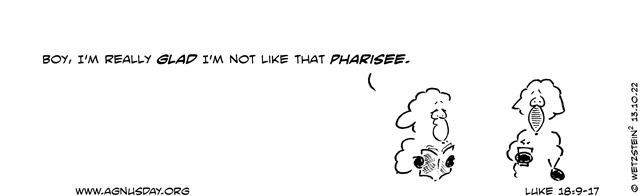 BOY, I'M REALLY GLAD I'M NOT LIKE THAT PHARISEE.
WWW.AGNUSDAY.ORG
LUKE 18:9-17
© WETZSTEIN² 13.10.22